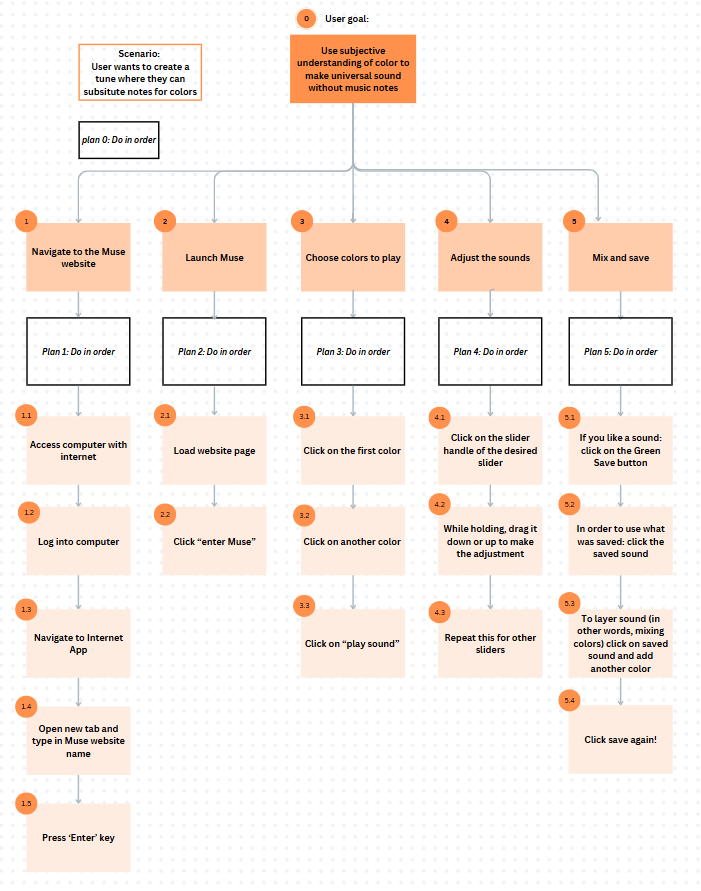 0
User goal:
Use subjective
understanding of color to
make universal sound
without music notes
Scenario:
User wants to create a
tune where they can
subsitute notes for colors
plan 0: Do in order
1
Navigate to the Muse
website
2
Launch Muse
3
Choose colors to play
4
Adjust the sounds
5
Mix and save
Plan 1: Do in order
Plan 2: Do in order
Plan 3: Do in order
Plan 4: Do in order
Plan 5: Do in order
1.1
Access computer with
internet
2.1
Load website page
3.1
Click on the first color
4.1
Click on the slider
handle of the desired
slider
5.1
If you like a sound:
click on the Green
Save button
1.2
Log into computer
2.2
Click “enter Muse”
3.2
Click on another color
4.2
While holding, drag it
down or up to make
the adjustment
5.2
In order to use what
was saved: click the
saved sound
1.3
Navigate to Internet
App
3.3
Click on “play sound”
4.3
Repeat this for other
sliders
5.3
To layer sound (in
other words, mixing
colors) click on saved
sound and add
another color
1.4
Open new tab and
type in Muse website
name
5.4
Click save again!
1.5
Press ‘Enter’ key